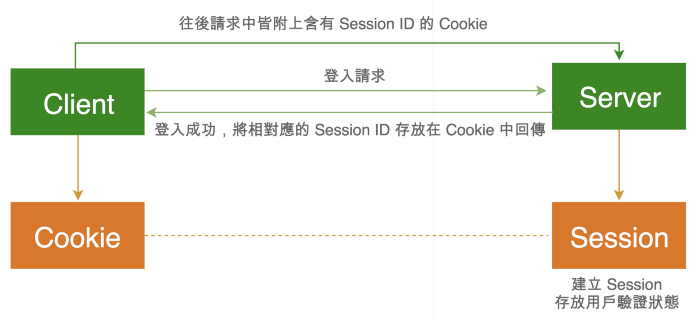 往後請求中皆附上含有 Session ID 的 Cookie
登入請求
Client
Server
登入成功，將相對應的 Session ID 存放在 Cookie 中回傳
Cookie
Session
建立 Session
存放用戶驗證狀態